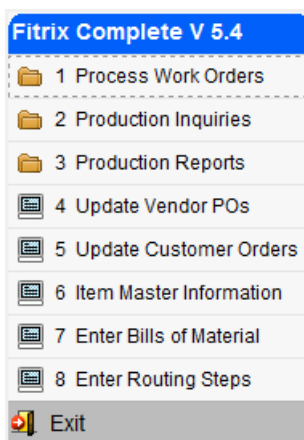 Fitrix Complete V 5.4
1 Process Work Orders
2 Production Inquiries
3 Production Reports
4 Update Vendor POs
5 Update Customer Orders
6 Item Master Information
7 Enter Bills of Material
8 Enter Routing Steps
Exit